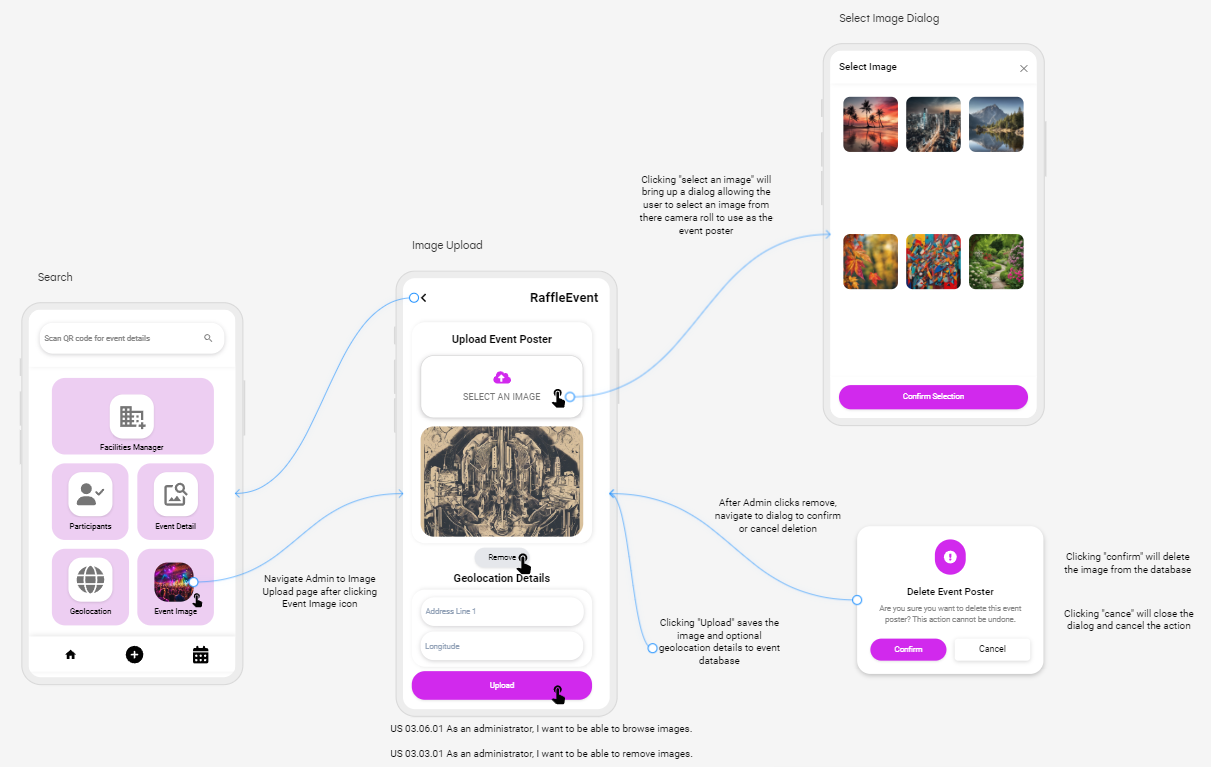 Select Image Dialog
Select Image
Clicking "select an image" will
bring up a dialog allowing the
user to select an image from
there camera roll to use as the
event poster
Confirm Selection
Image Upload
RaffleEvent
Upload Event Poster
SELECT AN IMAGE
Remove
Geolocation Details
Address Line 1
Longitude
Upload
Search
Scan QR code for event details
Facilities Manager
Participants
Event Detail
Geolocation
Event Image
Navigate Admin to Image
Upload page after clicking
Event Image icon
After Admin clicks remove,
navigate to dialog to confirm
or cancel deletion
Clicking "Upload" saves the
image and optional
geolocation details to event
database
Delete Event Poster
Are you sure you want to delete this event
poster? This action cannot be undone.
Confirm
Cancel
Clicking "confirm" will delete
the image from the database
Clicking "cance" will close the
dialog and cancel the action
US 03.06.01 As an administrator, I want to be able to browse images.
US 03.03.01 As an administrator, I want to be able to remove images.